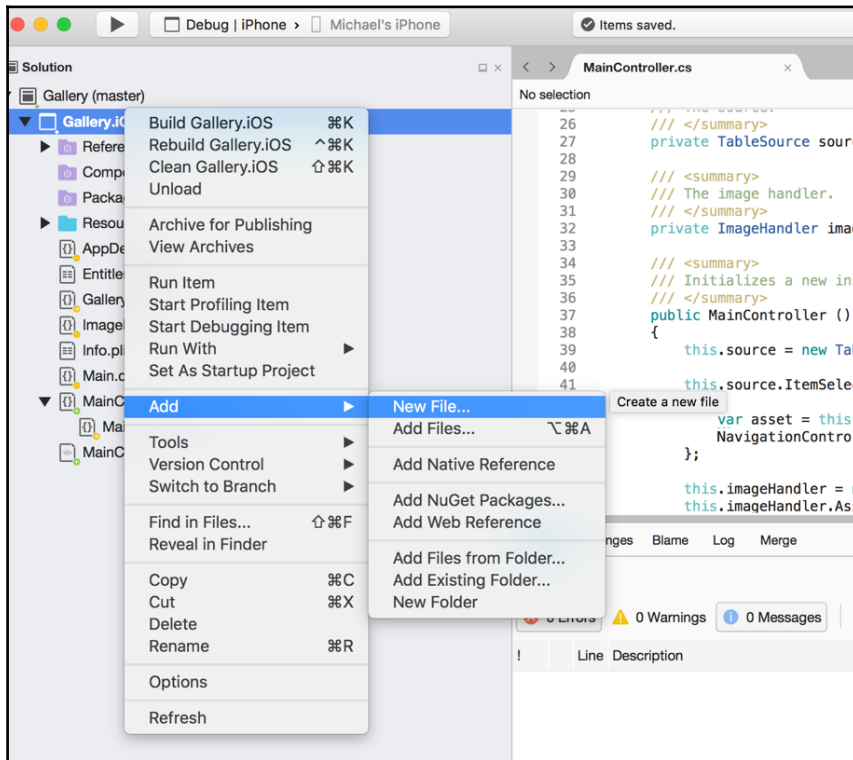 Debug | iPhone › Michael's iPhone
Items saved.
Solution
MainController.cs
Gallery (master)
No selection
Gallery.iO
Refere
Compo
Packa
Resou
AppDe
Entitle
Gallery
Image
Info.pli
Main.c
MainC
Mai
MainC
Build Gallery.iOS ⌘K
Rebuild Gallery.iOS ^⌘K
Clean Gallery.iOS ⇧⌘K
Unload
Archive for Publishing
View Archives
Run Item
Start Profiling Item
Start Debugging Item
Run With
Set As Startup Project
Add
Tools
Version Control
Switch to Branch
Find in Files... ⇧⌘F
Reveal in Finder
Copy ⌘C
Cut ⌘X
Delete
Rename ⌘R
Options
Refresh
New File...
Add Files... ⌥⌘A
Add Native Reference
Add NuGet Packages...
Add Web Reference
Add Files from Folder...
Add Existing Folder...
New Folder
Create a new file
26 /// </summary>
27 private TableSource sour
28
29 /// <summary>
30 /// The image handler.
31 /// </summary>
32 private ImageHandler ima
33
34 /// <summary>
35 /// Initializes a new in
36 /// </summary>
37 public MainController ()
38 {
39 this.source = new Ta
40
41 this.source.ItemSele
var asset = this
NavigationContro
};
this.imageHandler =
this.imageHandler.As
nges Blame Log Merge
0 Errors 0 Warnings 0 Messages
! Line Description